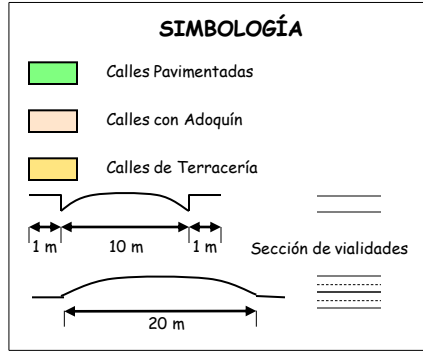 SIMBOLOGÍA
Calles Pavimentadas
Calles con Adoquín
Calles de Terracería
1 m 10 m 1 m
Sección de vialidades
20 m